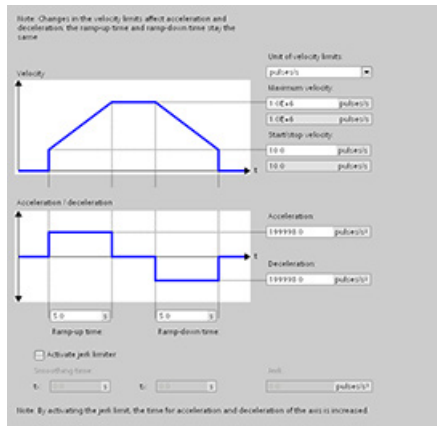 Note: Changes in the velocity limits affect acceleration and
deceleration; the ramp-up time and ramp-down time stay the
same
Unit of velocity limits:
pulses/s
Velocity
Maximum velocity:
1.0E+6 pulses/s
1.0E+6 pulses/s
Start/stop velocity:
10.0 pulses/s
10.0 pulses/s
t
Acceleration / deceleration
Acceleration:
199998.0 pulses/s²
t
Deceleration:
199998.0 pulses/s²
5.0 s
5.0 s
Ramp-up time
Ramp-down time
Activate jerk limiter
Smoothing time
Jerk
s
s
pulses/s³
Note: By activating the jerk limit, the time for acceleration and deceleration of the axis is increased.